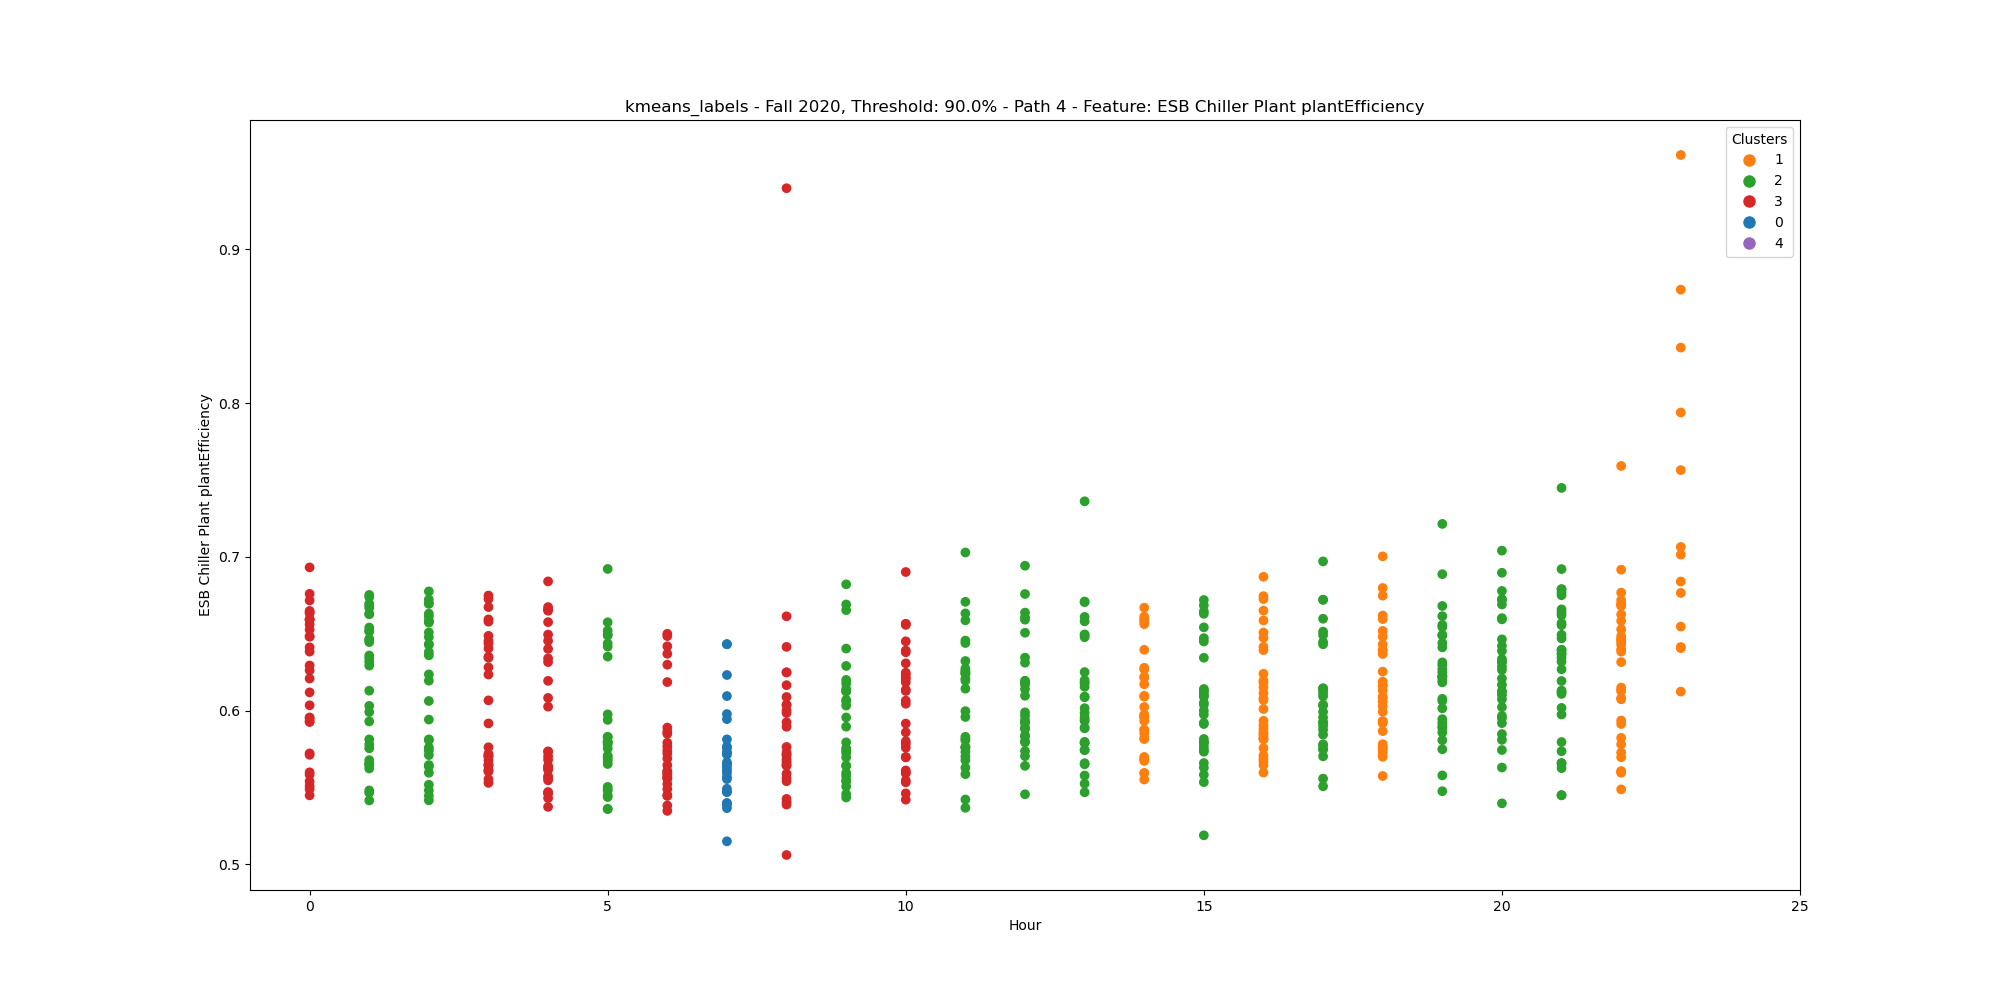 kmeans_labels - Fall 2020, Threshold: 90.0% - Path 4 - Feature: ESB Chiller Plant plantEfficiency
Clusters
1
2
3
0
4
0.9
0.8
0.7
0.6
0.5
ESB Chiller Plant plantEfficiency
0 5 10 15 20 25
Hour